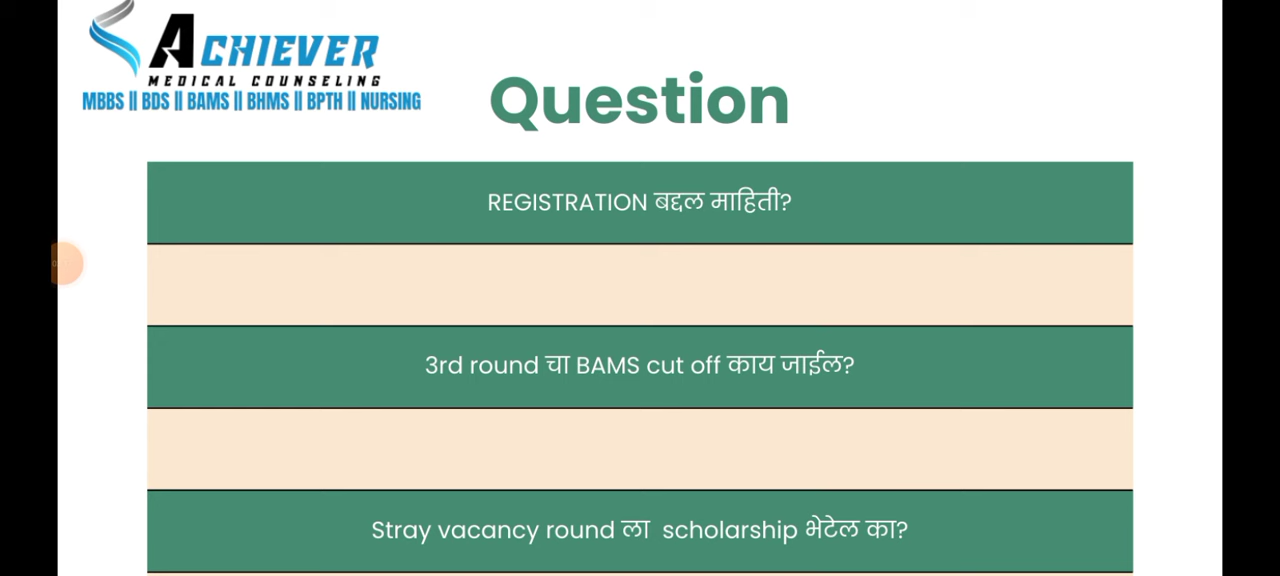 ACHIEVER
MEDICAL COUNSELING
MBBS || BDS || BAMS || BHMS || BPTH || NURSING
Question
REGISTRATION बद्दल माहिती?
3rd round चा BAMS cut off काय जाईल?
Stray vacancy round ला scholarship भेटेल का?